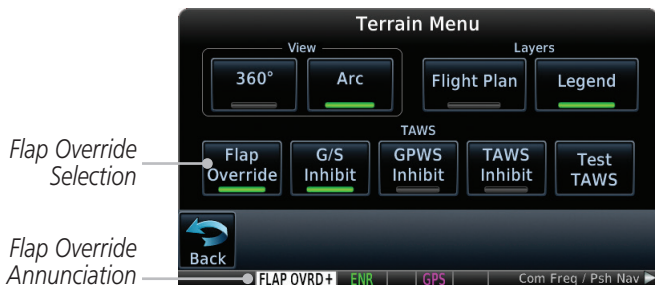 Terrain Menu
View
Layers
360°
Arc
Flight Plan
Legend
TAWS
Flap Override
G/S Inhibit
GPWS Inhibit
TAWS Inhibit
Test TAWS
Flap Override Selection
Back
Flap Override Annunciation
FLAP OVRD+ ENR GPS Com Freq / Psh Nav